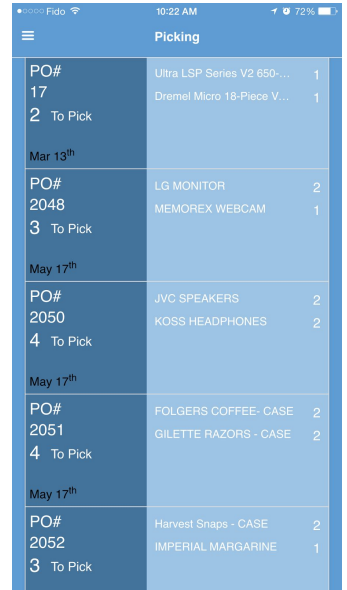 Fido 10:22 AM 72%
Picking
PO#
17
2 To Pick
Mar 13th
Ultra LSP Series V2 650-... 1
Dremel Micro 18-Piece V... 1
PO#
2048
3 To Pick
May 17th
LG MONITOR 2
MEMOREX WEBCAM 1
PO#
2050
4 To Pick
May 17th
JVC SPEAKERS 2
KOSS HEADPHONES 2
PO#
2051
4 To Pick
May 17th
FOLGERS COFFEE- CASE 2
GILETTE RAZORS - CASE 2
PO#
2052
3 To Pick
Harvest Snaps - CASE 2
IMPERIAL MARGARINE 1